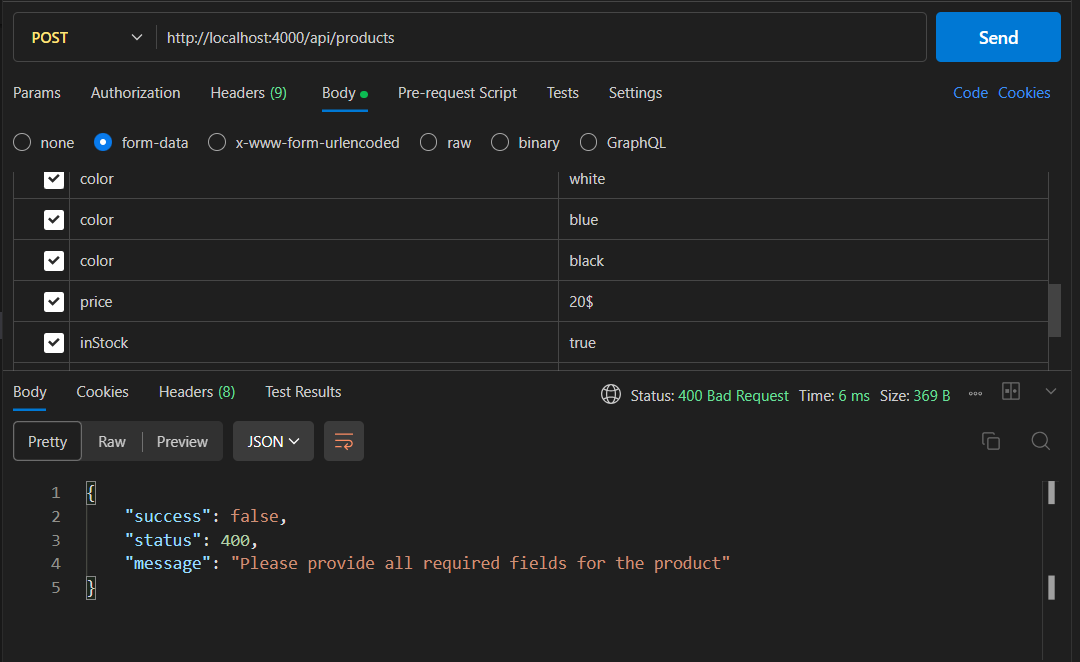 POST http://localhost:4000/api/products Send
Params Authorization Headers (9) Body Pre-request Script Tests Settings Code Cookies
none form-data x-www-form-urlencoded raw binary GraphQL
color white
color blue
color black
price 20$
inStock true
Body Cookies Headers (8) Test Results Status: 400 Bad Request Time: 6 ms Size: 369 B
Pretty Raw Preview JSON
1 {
2 "success": false,
3 "status": 400,
4 "message": "Please provide all required fields for the product"
5 }